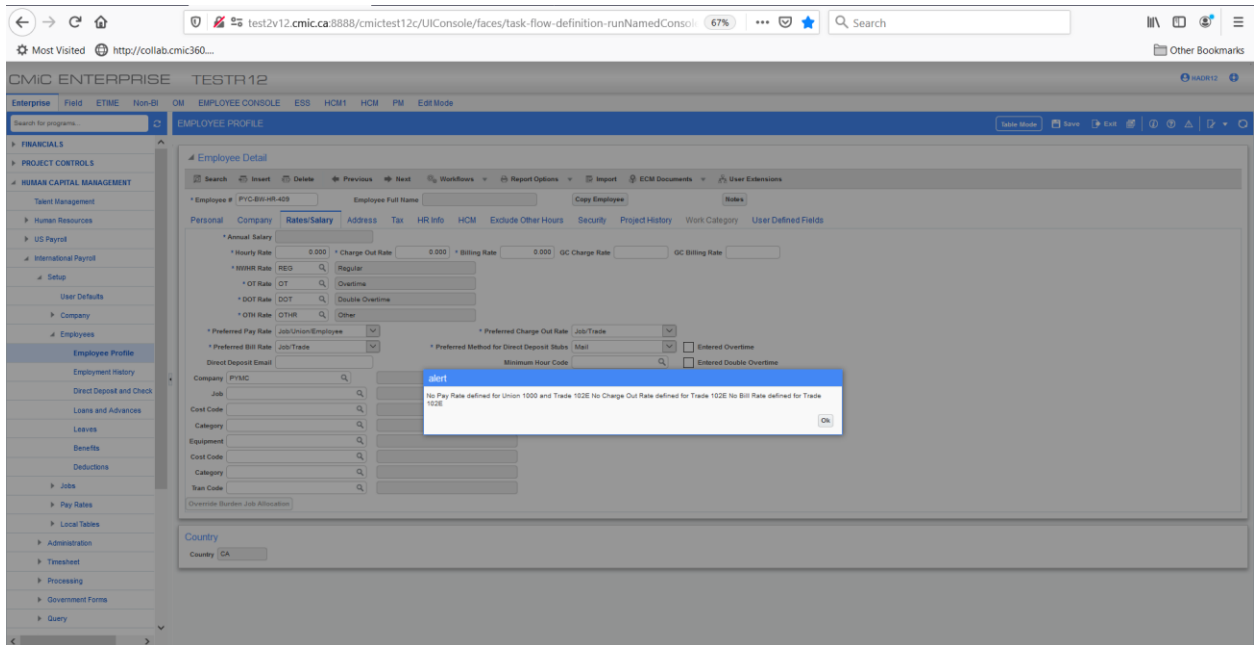 test2v12.cmic.ca:8888/cmictest12c/UIConsole/faces/task-flow-definition-runNamedConsol 67% Search
Most Visited http://collab.cmic360.... Other Bookmarks
CMiC ENTERPRISE TESTR12 HADR12
Enterprise Field ETIME Non-BI OM EMPLOYEE CONSOLE ESS HCM1 HCM PM Edit Mode
Search for programs... EMPLOYEE PROFILE Table Mode Save Exit
FINANCIALS
PROJECT CONTROLS
HUMAN CAPITAL MANAGEMENT
Talent Management
Human Resources
US Payroll
International Payroll
Setup
User Defaults
Company
Employees
Employee Profile
Employment History
Direct Deposit and Check
Loans and Advances
Leaves
Benefits
Deductions
Jobs
Pay Rates
Local Tables
Administration
Timesheet
Processing
Government Forms
Query
Employee Detail
Search Insert Delete Previous Next Workflows Report Options Import ECM Documents User Extensions
* Employee # PYC-Bill-HR-409 Employee Full Name Copy Employee Notes
Personal Company Rates/Salary Address Tax HR Info HCM Exclude Other Hours Security Project History Work Category User Defined Fields
* Annual Salary
* Hourly Rate 0.000 * Charge Out Rate 0.000 * Billing Rate 0.000 GC Charge Rate GC Billing Rate
* NWHR Rate REG Regular
* OT Rate OT Overtime
* DOT Rate DOT Double Overtime
* OTH Rate OTHR Other
* Preferred Pay Rate Job/Union/Employee * Preferred Charge Out Rate Job/Trade
* Preferred Bill Rate Job/Trade * Preferred Method for Direct Deposit Stubs Mail Entered Overtime
Direct Deposit Email Minimum Hour Code Entered Double Overtime
Company PYMC
Job
Cost Code
Category
Equipment
Cost Code
Category
Tran Code
Override Burden Job Allocation
alert
No Pay Rate defined for Union 1000 and Trade 102E No Charge Out Rate defined for Trade 102E No Bill Rate defined for Trade
102E
Ok
Country
Country CA